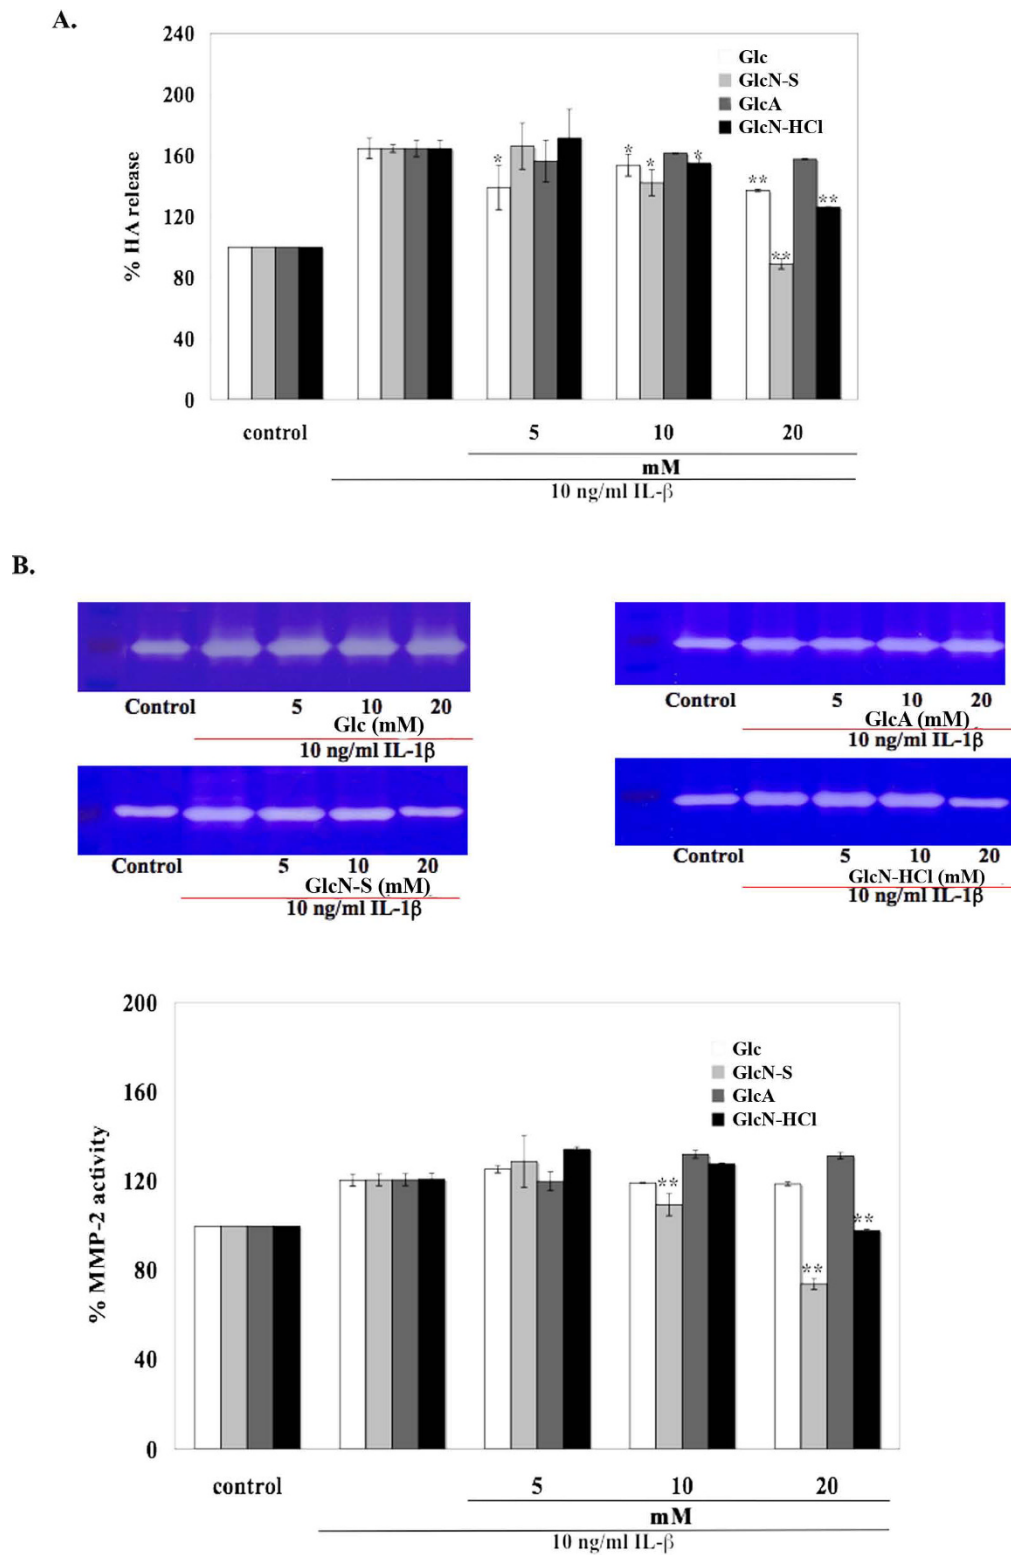 A.
240
200
160
120
80
40
0
% HA release
Glc
GlcN-S
GlcA
GlcN-HCl
* * * * ** ** **
control 5 10 20
mM
10 ng/ml IL-β
B.
Control 5 10 20
Glc (mM)
10 ng/ml IL-1β
Control 5 10 20
GlcA (mM)
10 ng/ml IL-1β
Control 5 10 20
GlcN-S (mM)
10 ng/ml IL-1β
Control 5 10 20
GlcN-HCl (mM)
10 ng/ml IL-1β
200
160
120
80
40
0
% MMP-2 activity
Glc
GlcN-S
GlcA
GlcN-HCl
** ** **
control 5 10 20
mM
10 ng/ml IL-β